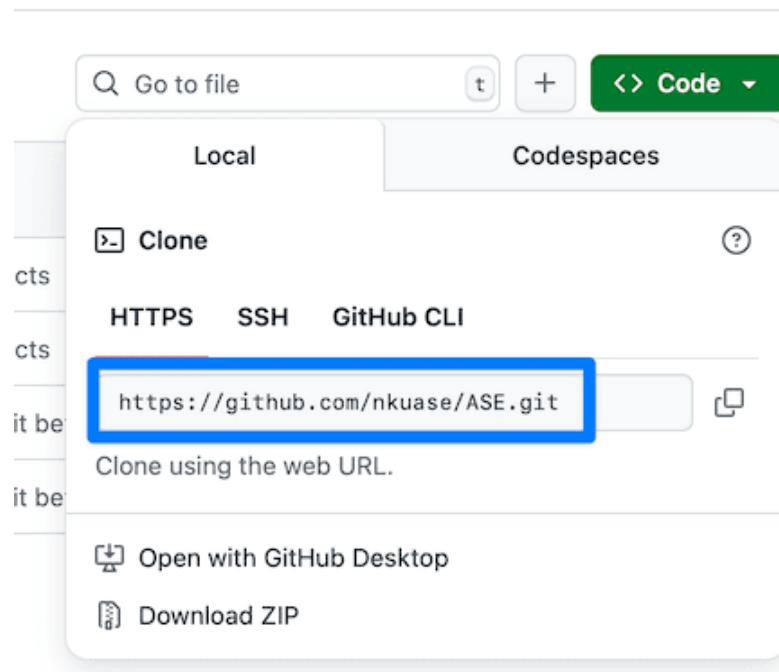 Go to file
t
+
<> Code
Local
Codespaces
Clone
?
cts
HTTPS
SSH
GitHub CLI
cts
https://github.com/nkuase/ASE.git
it be
Clone using the web URL.
it be
Open with GitHub Desktop
Download ZIP